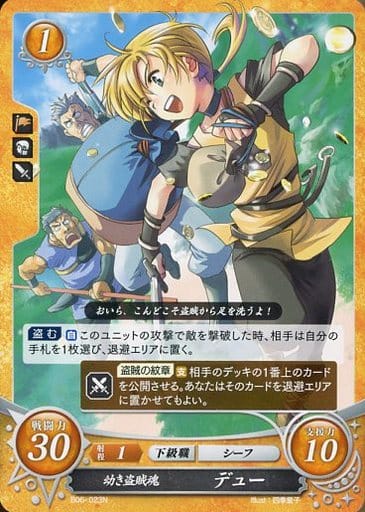 1
おいら、こんどこそ盗賊から足を洗うよ!
盗む 自 このユニットの攻撃で敵を撃破した時、相手は自分の
手札を1枚選び、退避エリアに置く。
盗賊の紋章 支 相手のデッキの1番上のカード
を公開させる。あなたはそのカードを退避エリア
に置かせてもよい。
戦闘力
30
射程 1 下級職 シーフ
支援力
10
幼き盗賊魂 デュー
B06-023N
Illust:四季童子